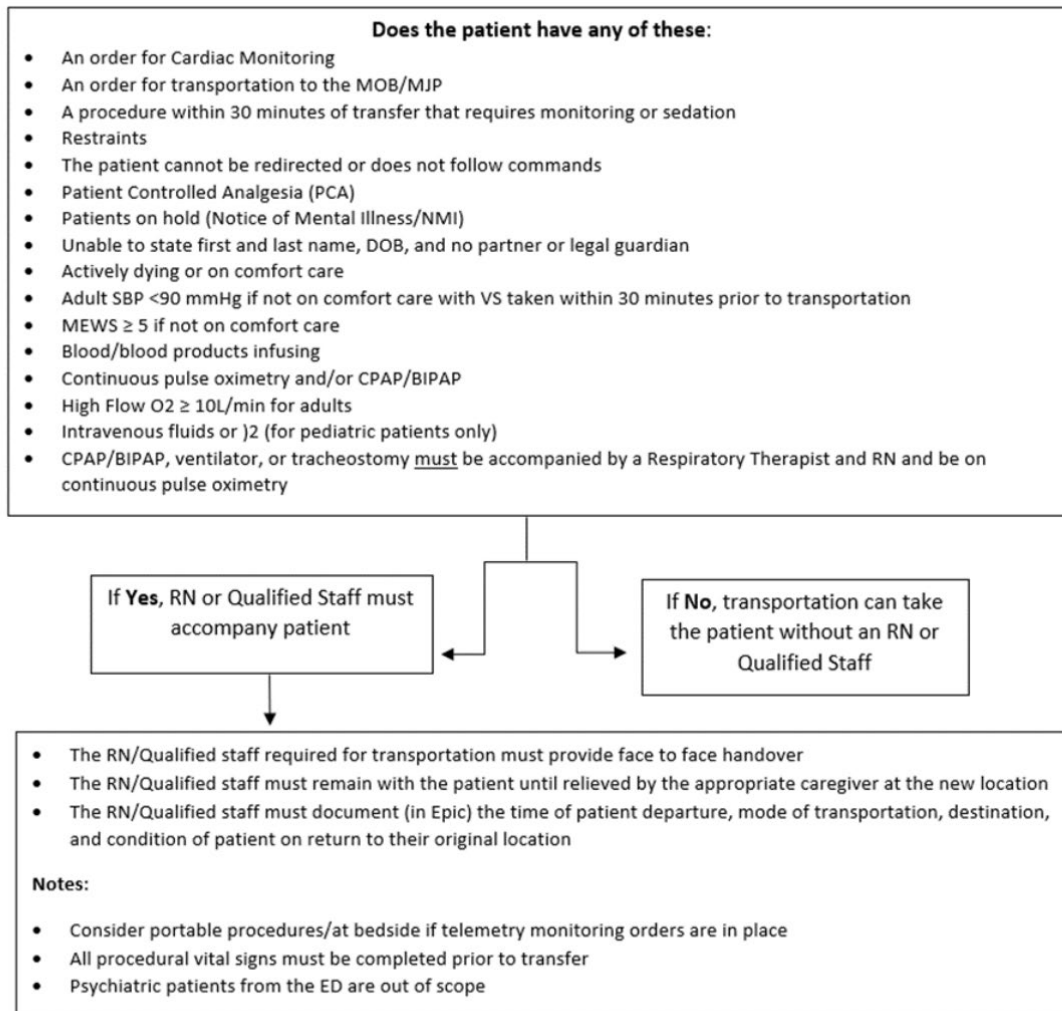 Does the patient have any of these:
• An order for Cardiac Monitoring
• An order for transportation to the MOB/MJP
• A procedure within 30 minutes of transfer that requires monitoring or sedation
• Restraints
• The patient cannot be redirected or does not follow commands
• Patient Controlled Analgesia (PCA)
• Patients on hold (Notice of Mental Illness/NMI)
• Unable to state first and last name, DOB, and no partner or legal guardian
• Actively dying or on comfort care
• Adult SBP <90 mmHg if not on comfort care with VS taken within 30 minutes prior to transportation
• MEWS ≥ 5 if not on comfort care
• Blood/blood products infusing
• Continuous pulse oximetry and/or CPAP/BIPAP
• High Flow O2 ≥ 10L/min for adults
• Intravenous fluids or )2 (for pediatric patients only)
• CPAP/BIPAP, ventilator, or tracheostomy must be accompanied by a Respiratory Therapist and RN and be on
continuous pulse oximetry
If Yes, RN or Qualified Staff must
accompany patient
If No, transportation can take
the patient without an RN or
Qualified Staff
• The RN/Qualified staff required for transportation must provide face to face handover
• The RN/Qualified staff must remain with the patient until relieved by the appropriate caregiver at the new location
• The RN/Qualified staff must document (in Epic) the time of patient departure, mode of transportation, destination,
and condition of patient on return to their original location
Notes:
• Consider portable procedures/at bedside if telemetry monitoring orders are in place
• All procedural vital signs must be completed prior to transfer
• Psychiatric patients from the ED are out of scope